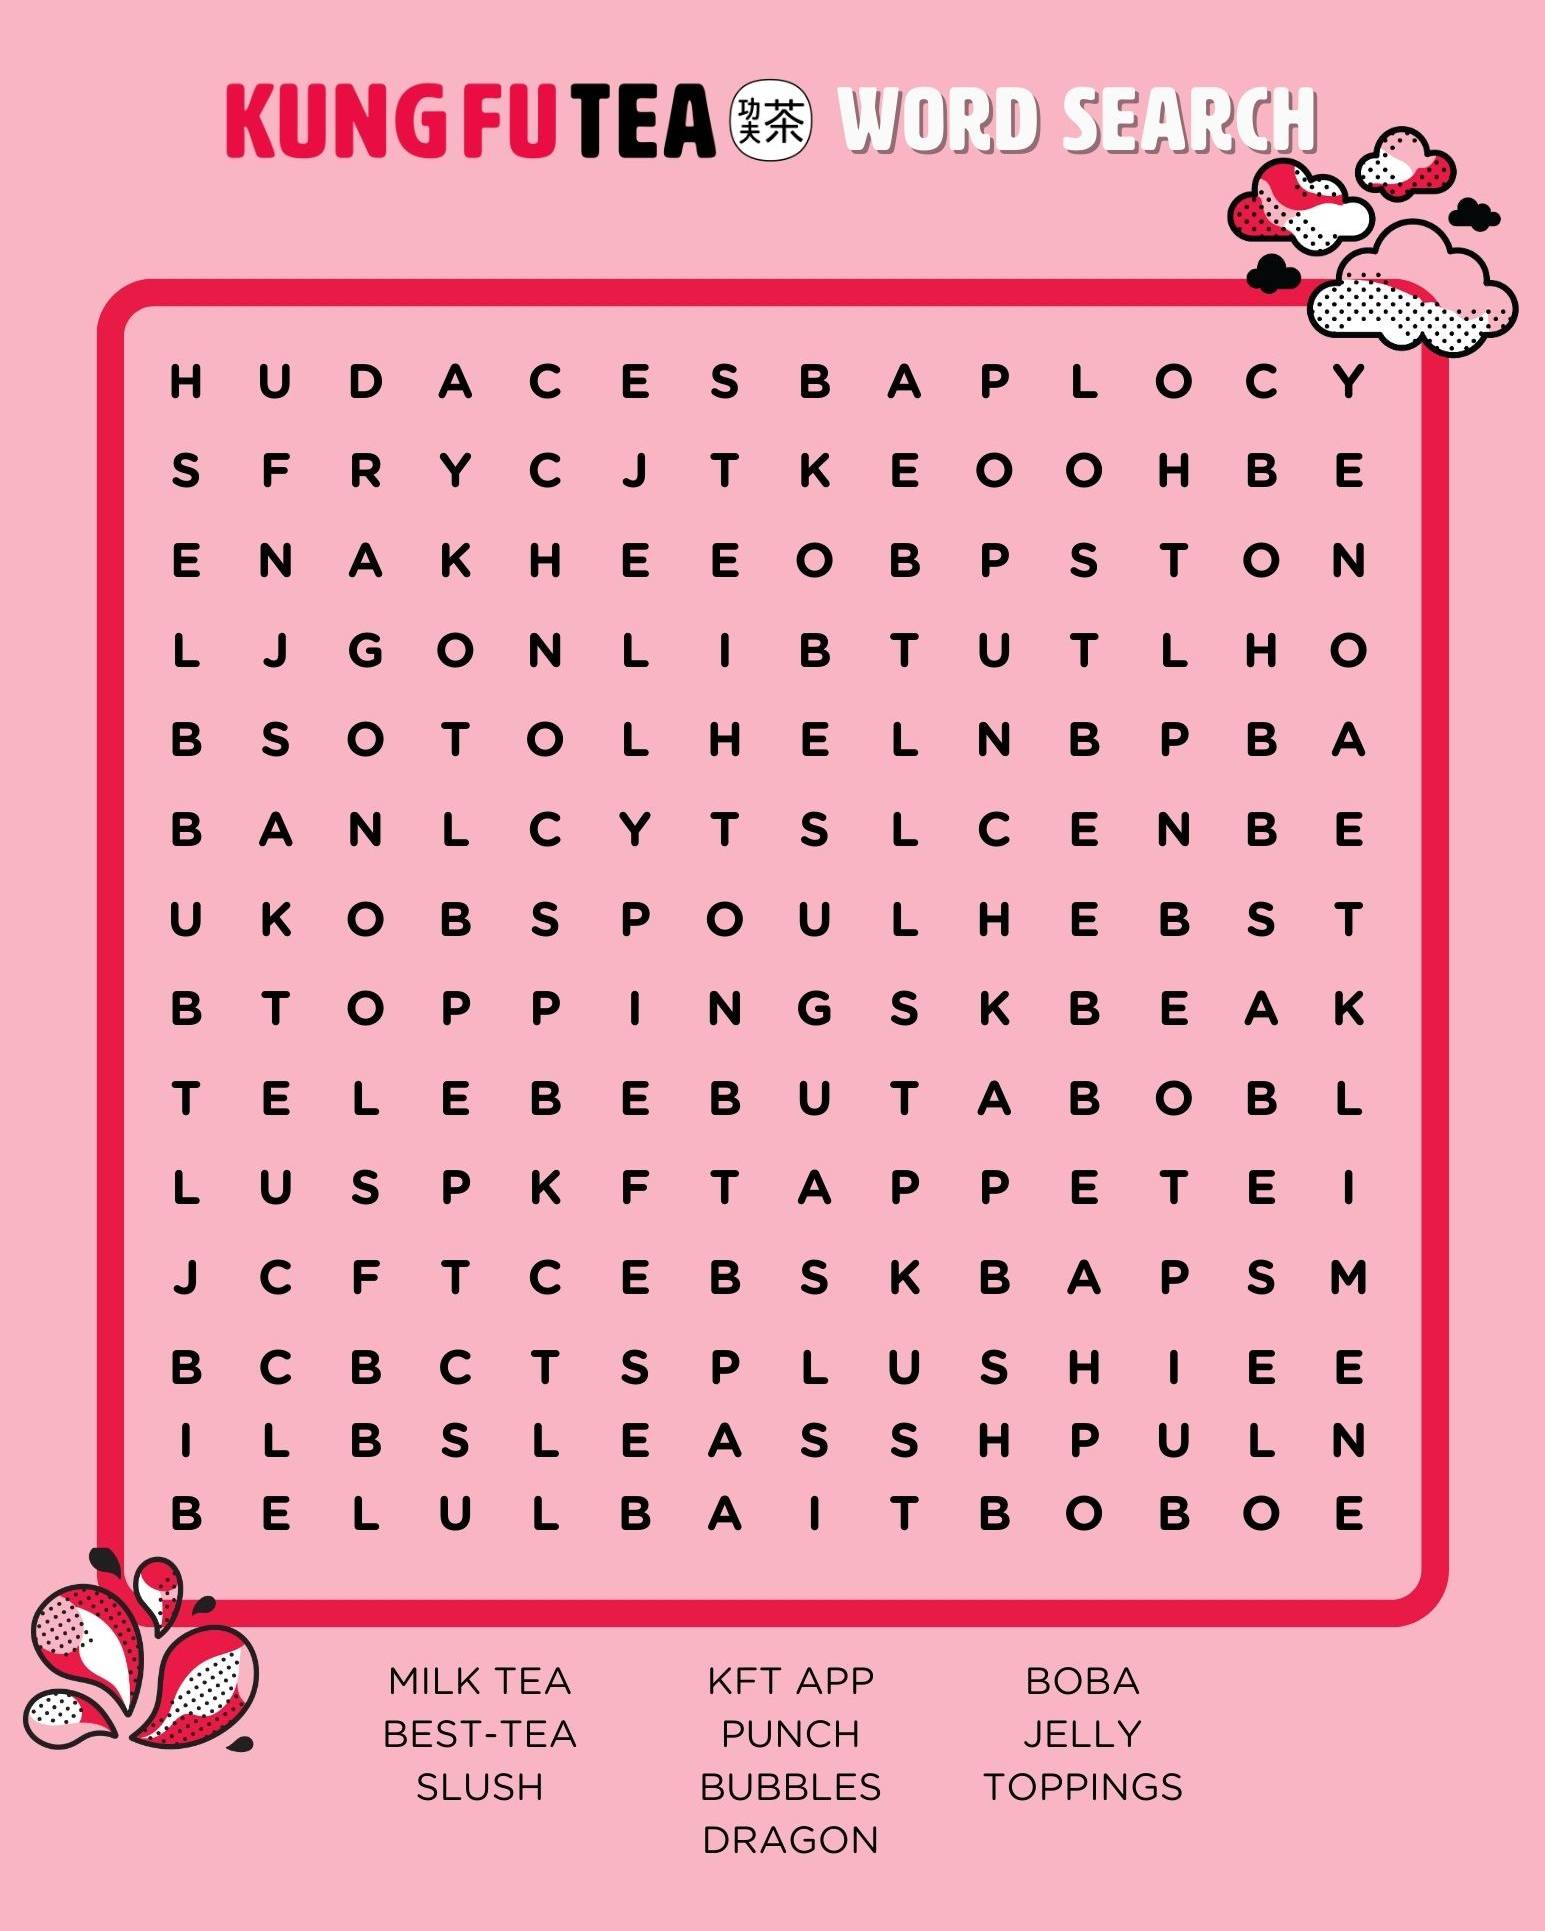 KUNG FU TEA 功夫茶 WORD SEARCH
H U D A C E S B A P L O C Y
S F R Y C J T K E O O H B E
E N A K H E E O B P S T O N
L J G O N L I B T U T L H O
B S O T O L H E L N B P B A
B A N L C Y T S L C E N B E
U K O B S P O U L H E B S T
B T O P P I N G S K B E A K
T E L E B E B U T A B O B L
L U S P K F T A P P E T E I
J C F T C E B S K B A P S M
B C B C T S P L U S H I E E
I L B S L E A S S H P U L N
B E L U L B A I T B O B O E
MILK TEA KFT APP BOBA
BEST-TEA PUNCH JELLY
SLUSH BUBBLES TOPPINGS
DRAGON